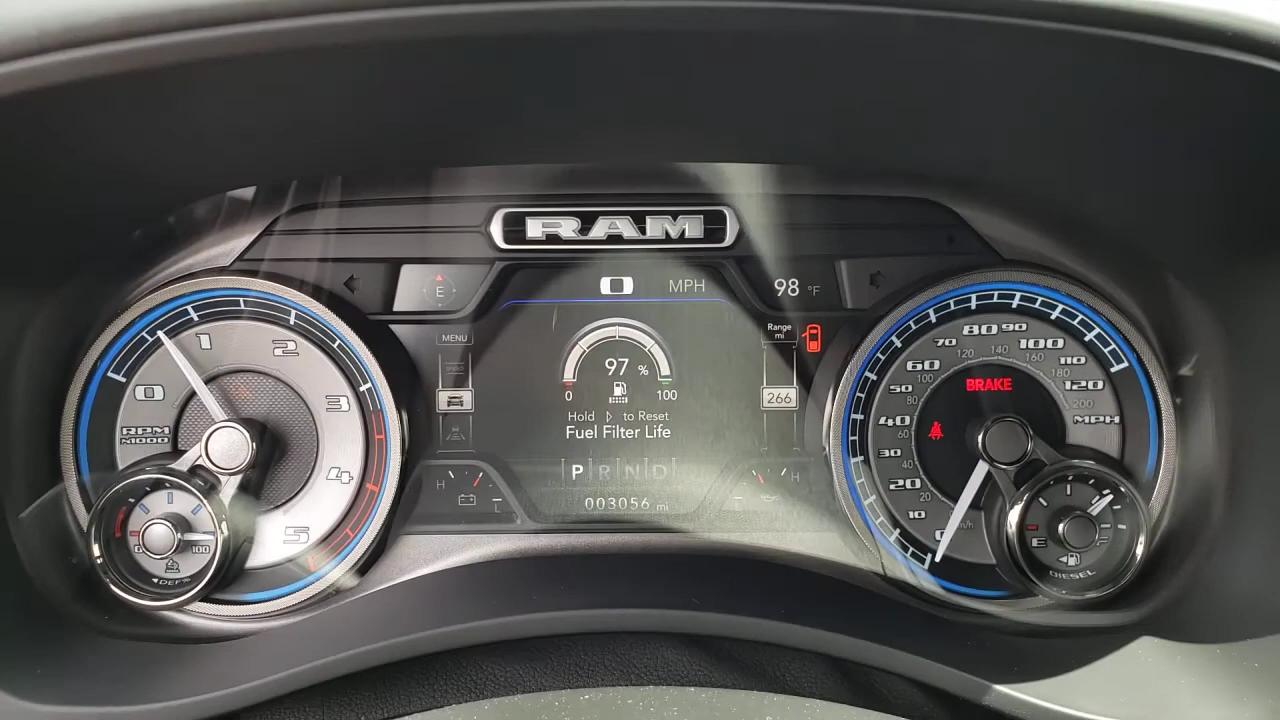 RAM
0 MPH
98 °F
E
MENU
Range
mi
266
97 %
0 100
Hold ▷ to Reset
Fuel Filter Life
P R N D
003056 mi
H
L
H
0
1
2
3
4
5
RPM
X1000
0
100
◄DEF%
10
20
30
40
50
60
70
80
90
100
110
120
MPH
20
40
60
80
100
120
140
160
180
200
km/h
BRAKE
E
DIESEL